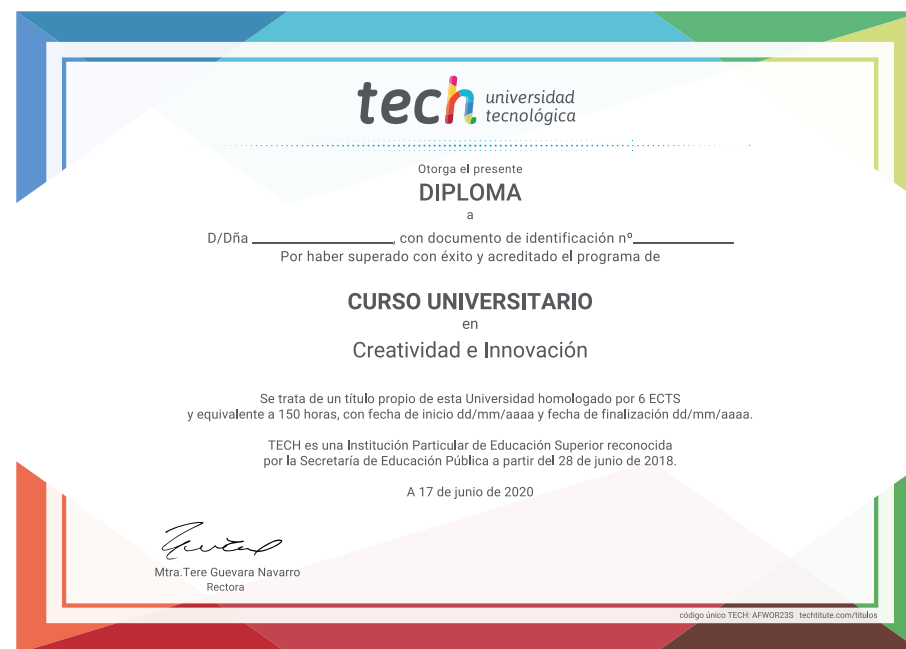 tech universidad
tecnológica
Otorga el presente
DIPLOMA
a
D/Dña ____________________, con documento de identificación nº______________
Por haber superado con éxito y acreditado el programa de
CURSO UNIVERSITARIO
en
Creatividad e Innovación
Se trata de un título propio de esta Universidad homologado por 6 ECTS
y equivalente a 150 horas, con fecha de inicio dd/mm/aaaa y fecha de finalización dd/mm/aaaa.
TECH es una Institución Particular de Educación Superior reconocida
por la Secretaría de Educación Pública a partir del 28 de junio de 2018.
A 17 de junio de 2020
Mtra.Tere Guevara Navarro
Rectora
código único TECH: AFWOR23S techtitute.com/titulos